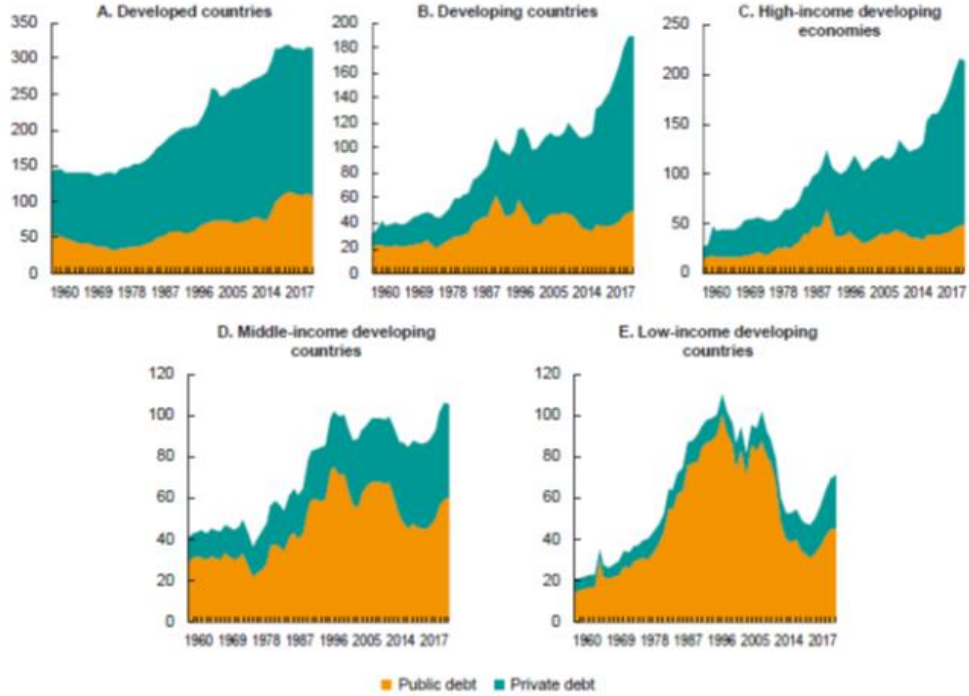 A. Developed countries
350
300
250
200
150
100
50
0
1960 1969 1978 1987 1996 2005 2014 2017
B. Developing countries
200
180
160
140
120
100
80
60
40
20
0
1960 1969 1978 1987 1996 2005 2014 2017
C. High-income developing
economies
250
200
150
100
50
0
1960 1969 1978 1987 1996 2005 2014 2017
D. Middle-income developing
countries
120
100
80
60
40
20
0
1960 1969 1978 1987 1996 2005 2014 2017
E. Low-income developing
countries
120
100
80
60
40
20
0
1960 1969 1978 1987 1996 2005 2014 2017
Public debt Private debt